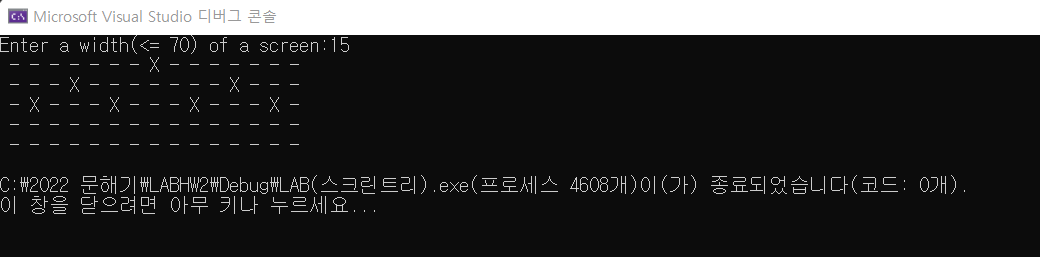 Microsoft Visual Studio 디버그 콘솔
Enter a width(<= 70) of a screen:15
- - - - - - - X - - - - - - -
- - - X - - - - - - - X - - -
- X - - - X - - - X - - - X -
- - - - - - - - - - - - - - -
- - - - - - - - - - - - - - -
C:₩2022 문해기₩LABHW2₩Debug₩LAB(스크린트리).exe(프로세스 4608개)이(가) 종료되었습니다(코드: 0개).
이 창을 닫으려면 아무 키나 누르세요...